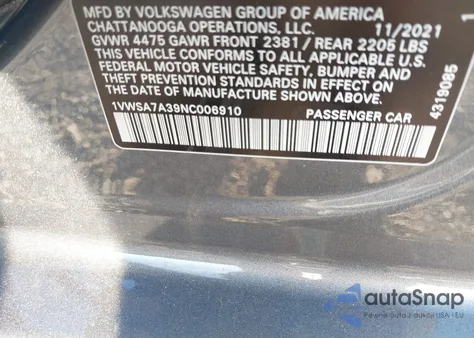 MFD BY VOLKSWAGEN GROUP OF AMERICA
CHATTANOOGA OPERATIONS, LLC. 11/2021
GVWR 4475 GAWR FRONT 2381 / REAR 2205 LBS
THIS VEHICLE CONFORMS TO ALL APPLICABLE U.S.
FEDERAL MOTOR VEHICLE SAFETY, BUMPER AND
THEFT PREVENTION STANDARDS IN EFFECT ON
THE DATE OF MANUFACTURE SHOWN ABOVE.
1VWSA7A39NC006910 PASSENGER CAR
4319085
autoSnap